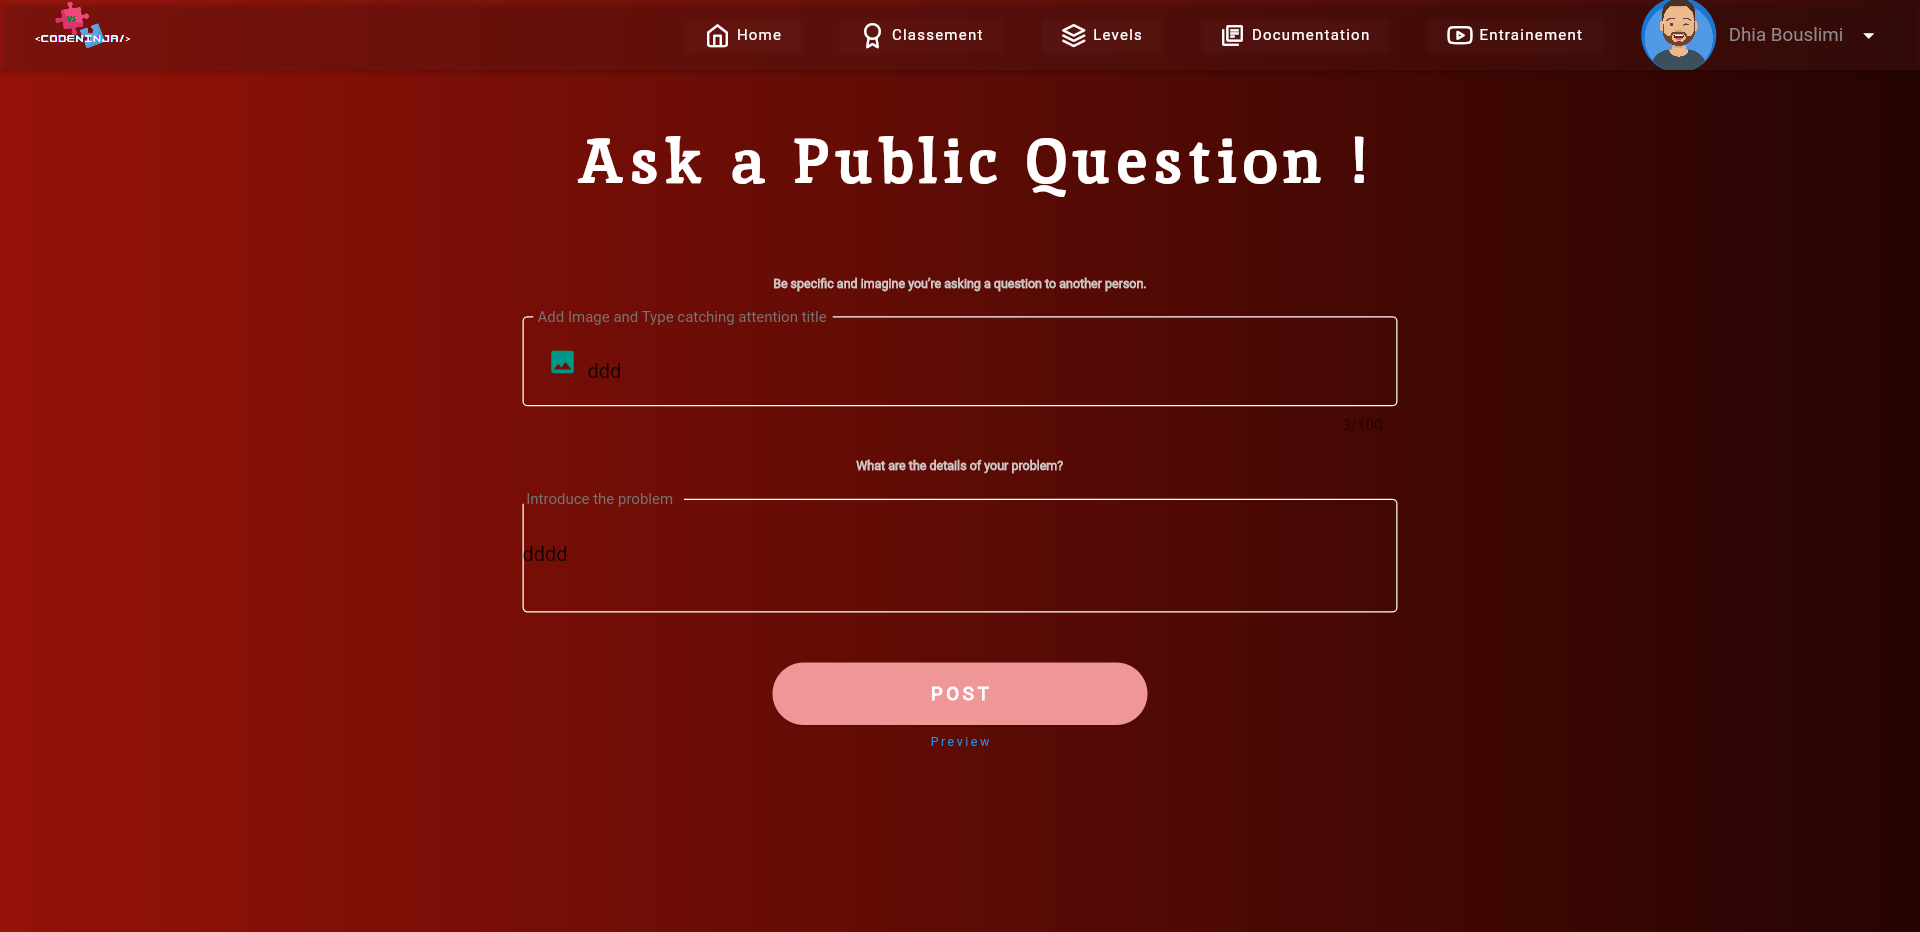 <CODENINJA/>
Home
Classement
Levels
Documentation
Entrainement
Dhia Bouslimi
Ask a Public Question !
Be specific and imagine you're asking a question to another person.
Add Image and Type catching attention title
ddd
3/100
What are the details of your problem?
Introduce the problem
dddd
POST
Preview